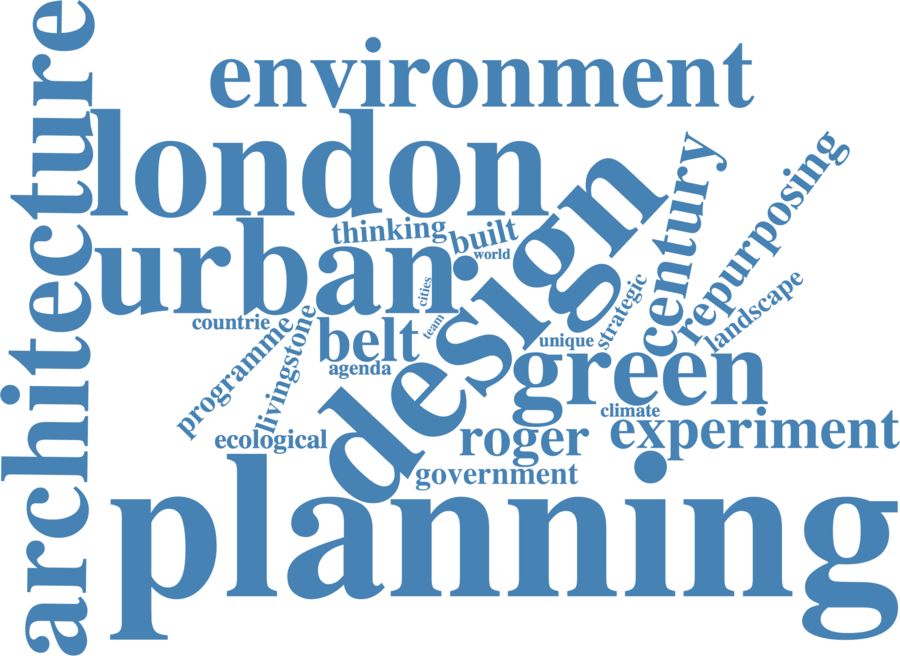 architecture
environment
london
design
century
repurposing
thinking
built
world
urban
cities
strategic
landscape
countrie
programme
livingstone
belt
team
unique
green
agenda
climate
ecological
roger
experiment
government
planning